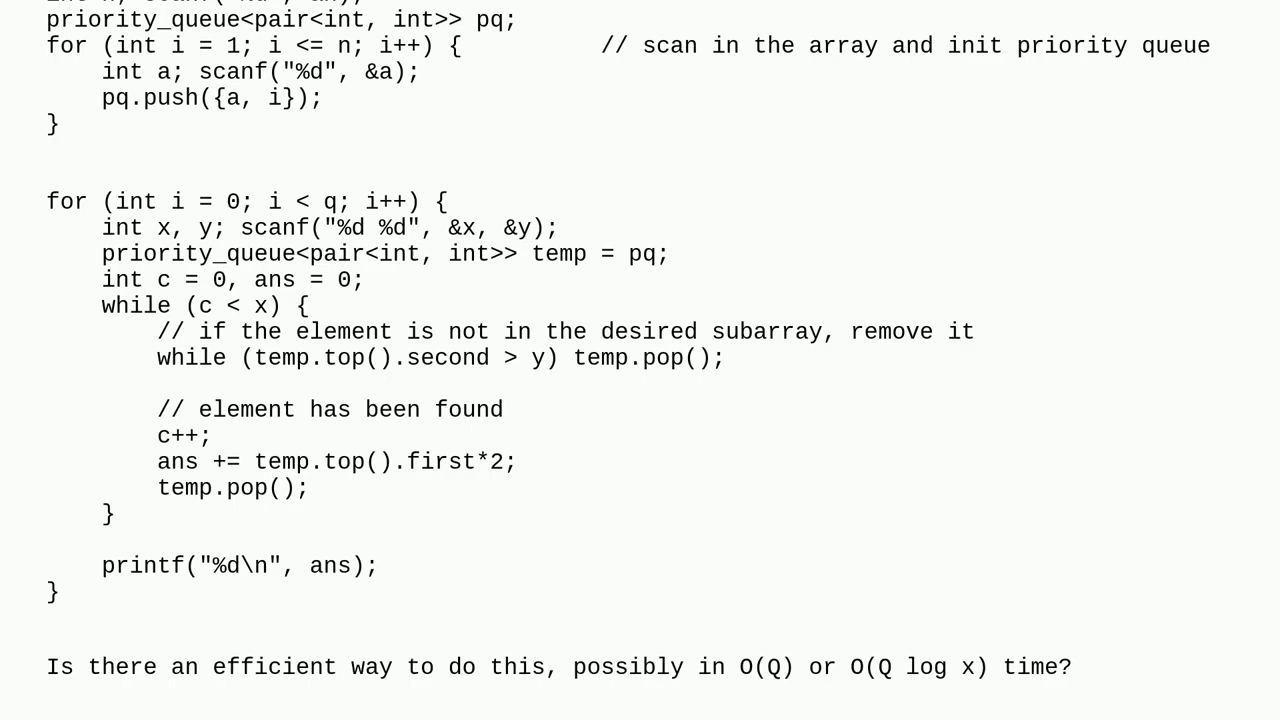 priority_queue<pair<int, int>> pq;
for (int i = 1; i <= n; i++) {          // scan in the array and init priority queue
    int a; scanf("%d", &a);
    pq.push({a, i});
}
for (int i = 0; i < q; i++) {
    int x, y; scanf("%d %d", &x, &y);
    priority_queue<pair<int, int>> temp = pq;
    int c = 0, ans = 0;
    while (c < x) {
        // if the element is not in the desired subarray, remove it
        while (temp.top().second > y) temp.pop();
        // element has been found
        c++;
        ans += temp.top().first*2;
        temp.pop();
    }
    printf("%d\n", ans);
}
Is there an efficient way to do this, possibly in O(Q) or O(Q log x) time?